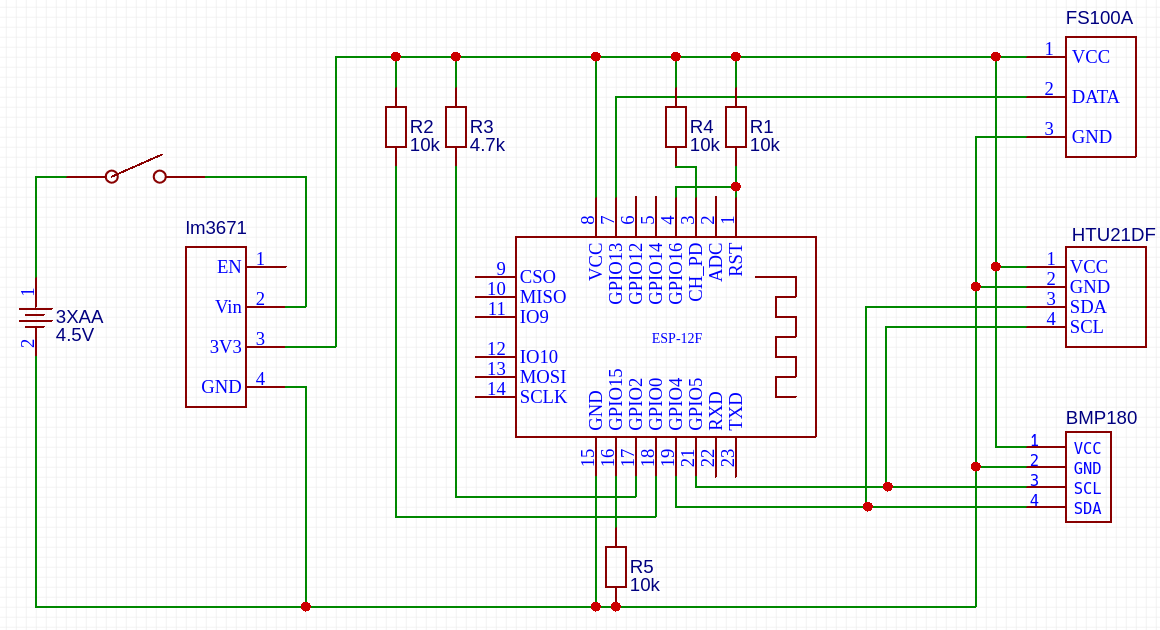 FS100A
1 VCC
2 DATA
3 GND
R2
10k
R3
4.7k
R4
10k
R1
10k
lm3671
EN 1
Vin 2
3V3 3
GND 4
1
2
3XAA
4.5V
8 7 6 5 4 3 2 1
VCC GPIO13 GPIO12 GPIO14 GPIO16 CH_PD ADC RST
9 CSO
10 MISO
11 IO9
12 IO10
13 MOSI
14 SCLK
ESP-12F
GND GPIO15 GPIO2 GPIO0 GPIO4 GPIO5 RXD TXD
15 16 17 18 19 21 22 23
R5
10k
HTU21DF
1 VCC
2 GND
3 SDA
4 SCL
BMP180
1 VCC
2 GND
3 SCL
4 SDA